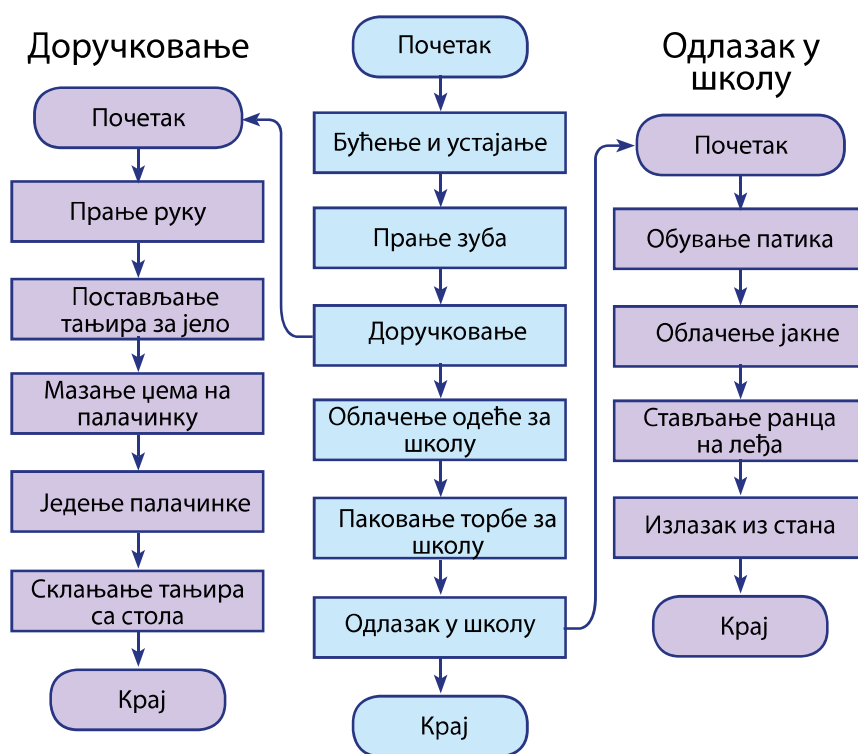 Доручковање
Почетак
Прање руку
Постављање
тањира за јело
Мазање џема на
палачинку
Једење палачинке
Склањање тањира
са стола
Крај
Почетак
Бућење и устајање
Прање зуба
Доручковање
Облачење одеће за
школу
Паковање торбе за
школу
Одлазак у школу
Крај
Одлазак у
школу
Почетак
Обување патика
Облачење јакне
Стављање ранца
на леђа
Излазак из стана
Крај